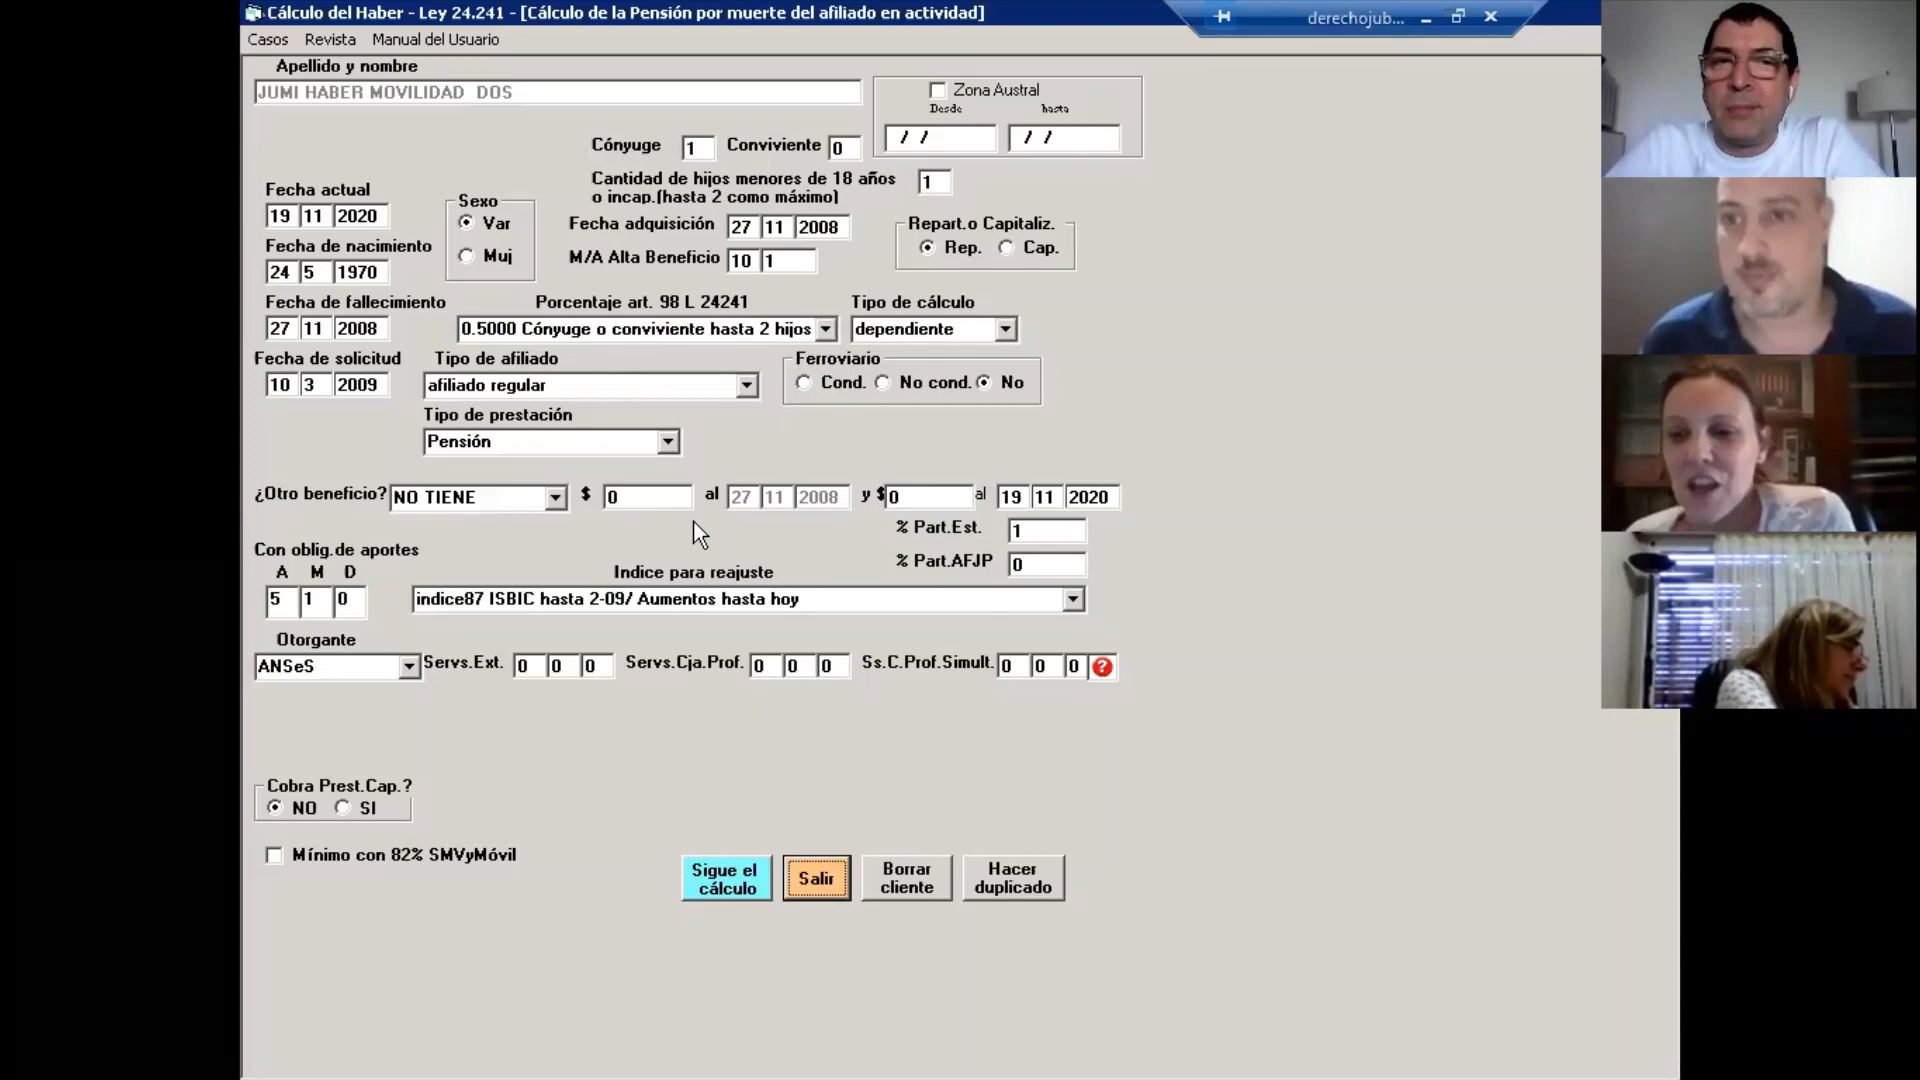 Cálculo del Haber - Ley 24.241 - [Cálculo de la Pensión por muerte del afiliado en actividad]
derechojub...
Casos Revista Manual del Usuario
Apellido y nombre
JUMI HABER MOVILIDAD DOS
Zona Austral
Desde hasta
/ / / /
Cónyuge 1 Conviviente 0
Cantidad de hijos menores de 18 años
o incap.(hasta 2 como máximo) 1
Fecha actual
19 11 2020
Sexo
Var
Muj
Fecha adquisición 27 11 2008
Repart.o Capitaliz.
Rep. Cap.
Fecha de nacimiento
24 5 1970
M/A Alta Beneficio 10 1
Fecha de fallecimiento
27 11 2008
Porcentaje art. 98 L 24241
0.5000 Cónyuge o conviviente hasta 2 hijos
Tipo de cálculo
dependiente
Fecha de solicitud
10 3 2009
Tipo de afiliado
afiliado regular
Ferroviario
Cond. No cond. No
Tipo de prestación
Pensión
¿Otro beneficio? NO TIENE $ 0 al 27 11 2008 y $ 0 al 19 11 2020
% Part.Est. 1
% Part.AFJP 0
Con oblig.de aportes
A M D
5 1 0
Indice para reajuste
indice87 ISBIC hasta 2-09/ Aumentos hasta hoy
Otorgante
ANSeS
Servs.Ext. 0 0 0 Servs.Cja.Prof. 0 0 0 Ss.C.Prof.Simult. 0 0 0 ?
Cobra Prest.Cap.?
NO SI
Mínimo con 82% SMVyMóvil
Sigue el
cálculo
Salir
Borrar
cliente
Hacer
duplicado